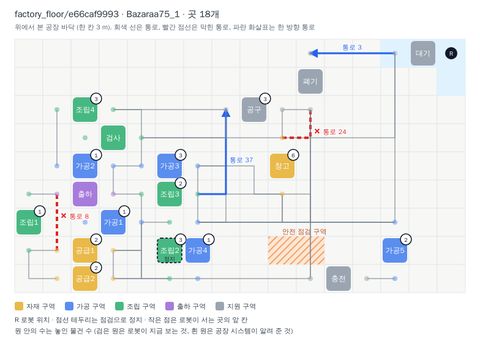 factory_floor/e66caf9993 · Bazaraa75_1 · 곳 18개
위에서 본 공장 바닥 (한 칸 3 m). 회색 선은 통로, 빨간 점선은 막힌 통로, 파란 화살표는 한 방향 통로
통로 3
대기
R
폐기
조립4
3
공구
3
검사
통로 24
통로 37
가공2
1
가공3
3
창고
6
출하
조립3
2
조립1
1
통로 8
가공1
1
안전 점검 구역
공급1
2
조립2
3
가공4
1
가공5
2
공급2
2
충전
자재 구역
가공 구역
조립 구역
출하 구역
지원 구역
R 로봇 위치 · 점선 테두리는 점검으로 정지 · 작은 점은 로봇이 서는 곳의 앞 칸
원 안의 수는 놓인 물건 수 (검은 원은 로봇이 지금 보는 것, 흰 원은 공장 시스템이 알려 준 것)